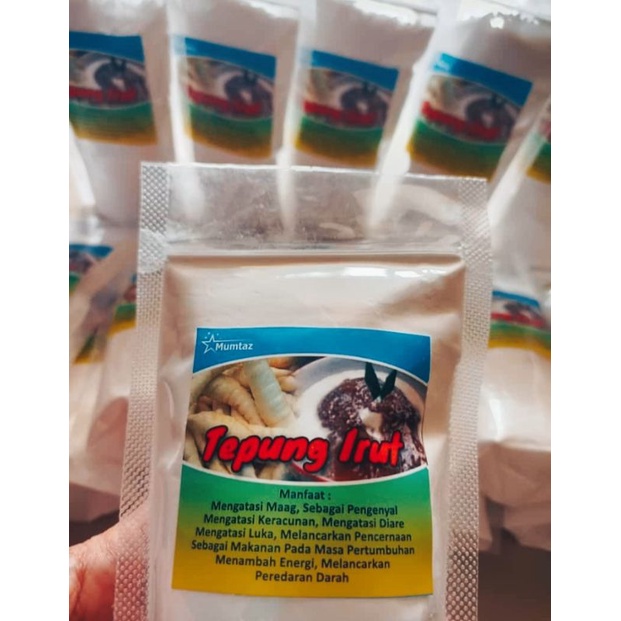 Mumtaz
Tepung Irut
Manfaat :
Mengatasi Maag, Sebagai Pengenyal
Mengatasi Keracunan, Mengatasi Diare
Mengatasi Luka, Melancarkan Pencernaan
Sebagai Makanan Pada Masa Pertumbuhan
Menambah Energi, Melancarkan
Peredaran Darah